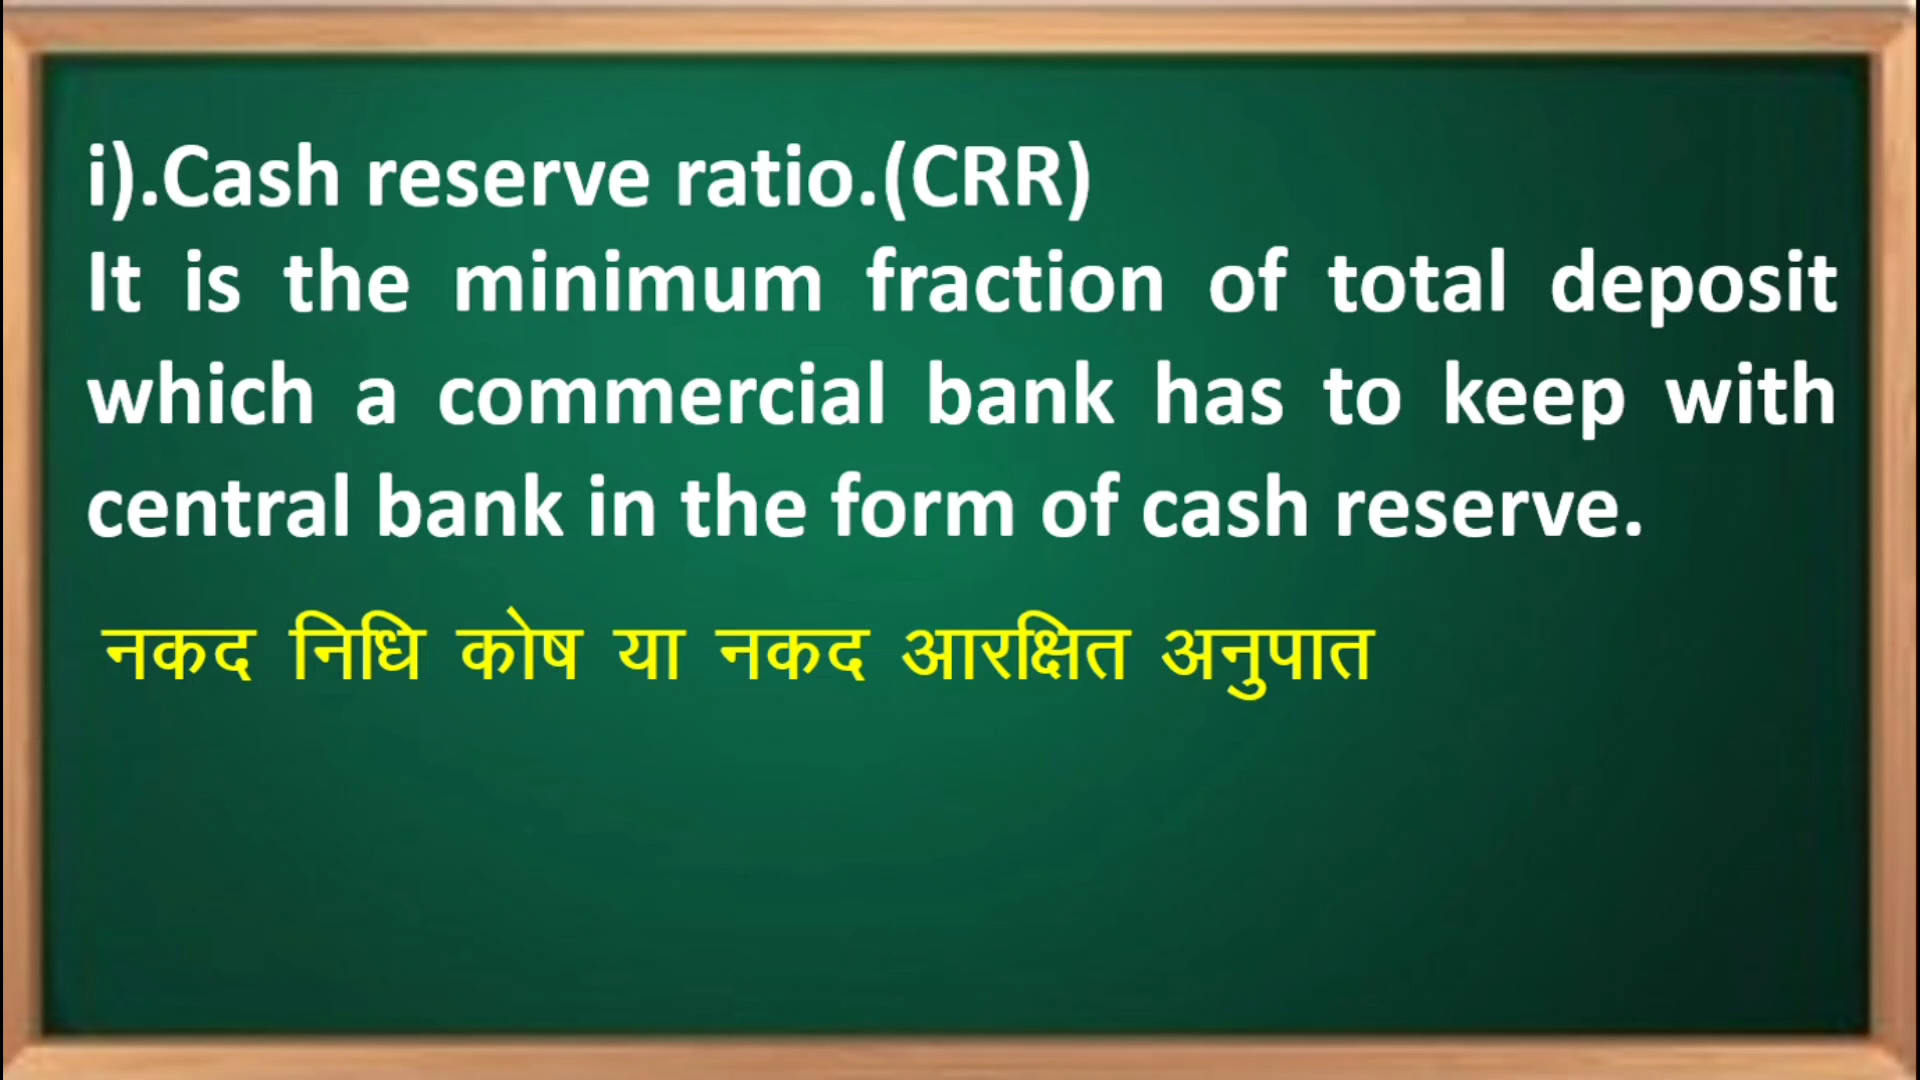 i).Cash reserve ratio.(CRR)
It is the minimum fraction of total deposit
which a commercial bank has to keep with
central bank in the form of cash reserve.
नकद निधि कोष या नकद आरक्षित अनुपात